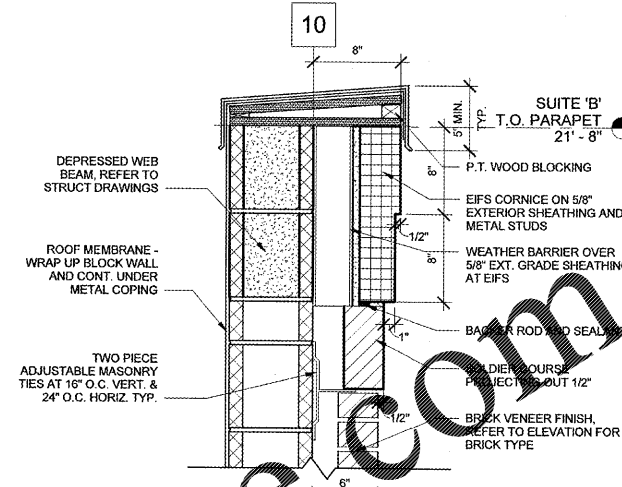 10
8"
5" MIN.
TYP.
SUITE 'B'
T.O. PARAPET
21' - 8"
DEPRESSED WEB
BEAM, REFER TO
STRUCT DRAWINGS
P.T. WOOD BLOCKING
8"
EIFS CORNICE ON 5/8"
EXTERIOR SHEATHING AND
METAL STUDS
1/2"
ROOF MEMBRANE -
WRAP UP BLOCK WALL
AND CONT. UNDER
METAL COPING
8"
WEATHER BARRIER OVER
5/8" EXT. GRADE SHEATHING
AT EIFS
1"
BACKER ROD AND SEALANT
TWO PIECE
ADJUSTABLE MASONRY
TIES AT 16" O.C. VERT. &
24" O.C. HORIZ. TYP.
SOLDIER COURSE
PROJECTING OUT 1/2"
1/2"
BRICK VENEER FINISH,
REFER TO ELEVATION FOR
BRICK TYPE
6"
e.com